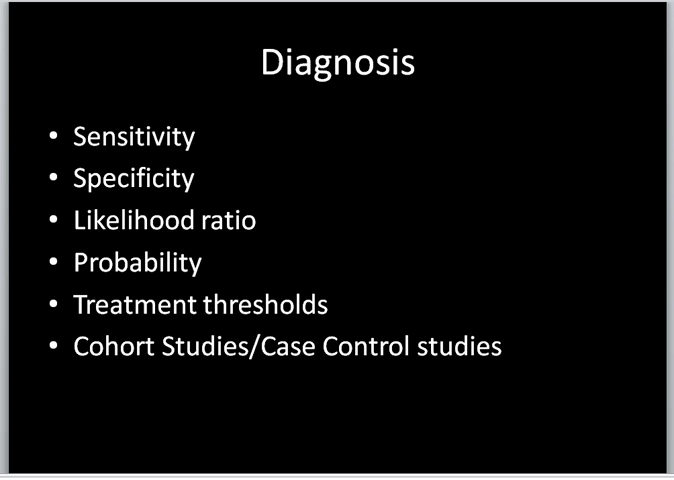 Diagnosis
• Sensitivity
• Specificity
• Likelihood ratio
• Probability
• Treatment thresholds
• Cohort Studies/Case Control studies